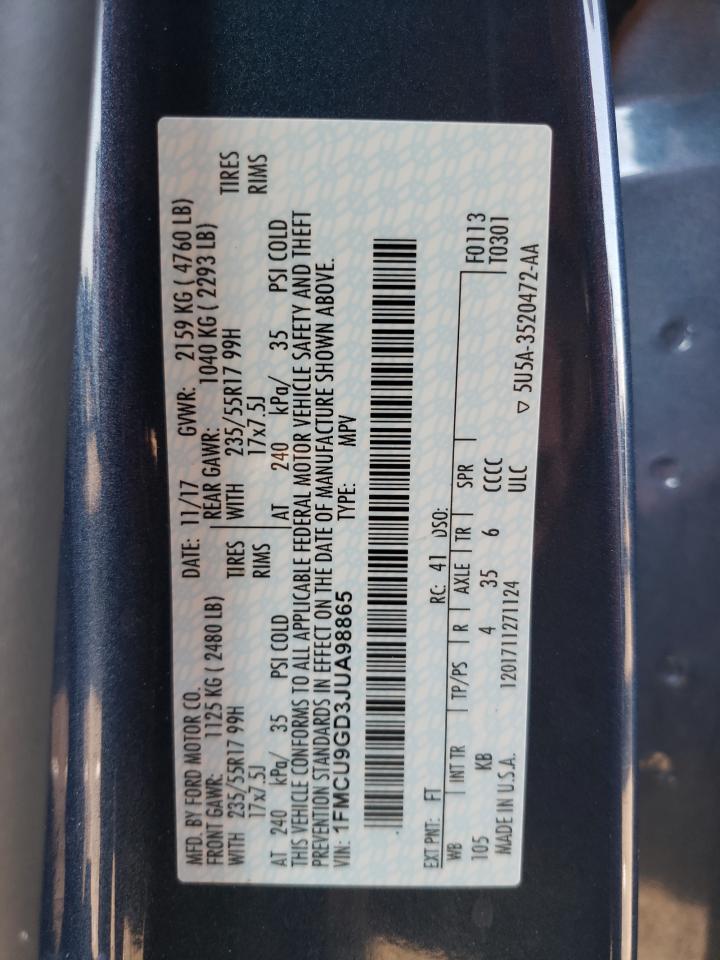 MFD. BY FORD MOTOR CO. DATE: 11/17 GVWR: 2159 KG ( 4760 LB)
FRONT GAWR: 1125 KG ( 2480 LB) REAR GAWR: 1040 KG ( 2293 LB)
WITH 235/55R17 99H TIRES WITH 235/55R17 99H TIRES
17x7.5J RIMS 17x7.5J RIMS
AT 240 kPa/ 35 PSI COLD AT 240 kPa/ 35 PSI COLD
THIS VEHICLE CONFORMS TO ALL APPLICABLE FEDERAL MOTOR VEHICLE SAFETY AND THEFT
PREVENTION STANDARDS IN EFFECT ON THE DATE OF MANUFACTURE SHOWN ABOVE.
VIN: 1FMCU9GD3JUA98865 TYPE: MPV
EXT PNT: FT RC: 41 DSO: F0113
WB INT TR TP/PS R AXLE TR SPR T0301
105 KB 4 35 6 CCCC
MADE IN U.S.A. 1201711271124 ULC ▽ 5U5A-3520472-AA